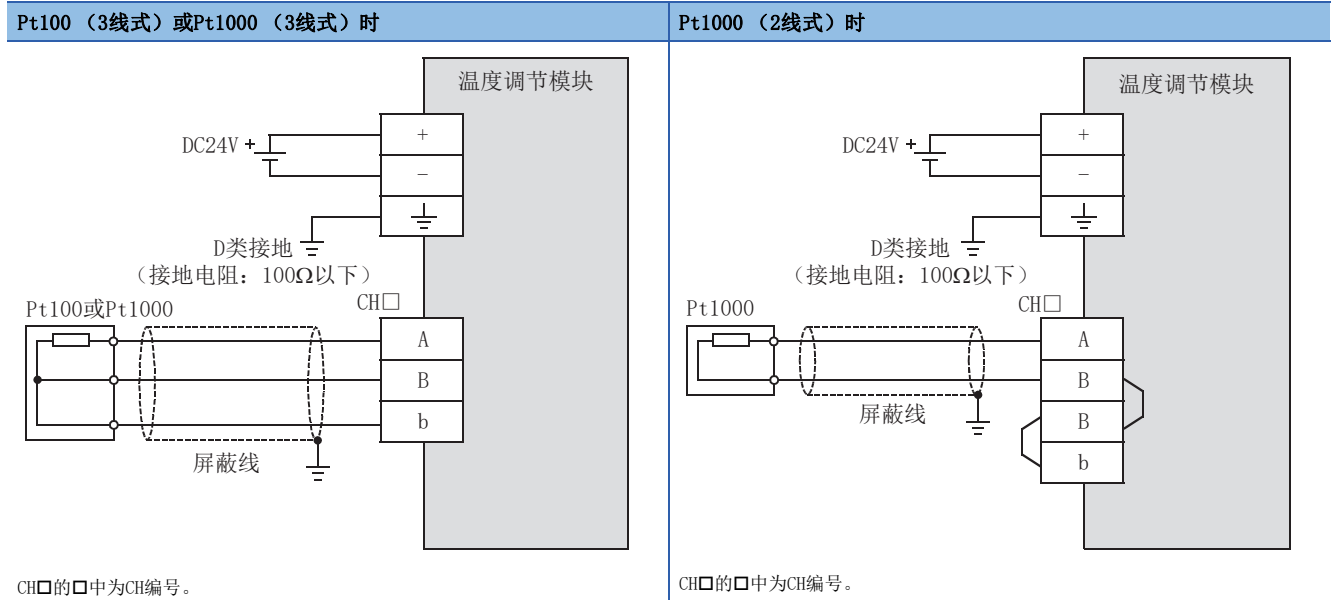 Pt100 （3线式）或Pt1000 （3线式）时
温度调节模块
DC24V +
+
−
D类接地
（接地电阻：100Ω以下）
Pt100或Pt1000
CH□
A
B
b
屏蔽线
CH□的□中为CH编号。
Pt1000 （2线式）时
温度调节模块
DC24V +
+
−
D类接地
（接地电阻：100Ω以下）
Pt1000
CH□
A
B
B
b
屏蔽线
CH□的□中为CH编号。